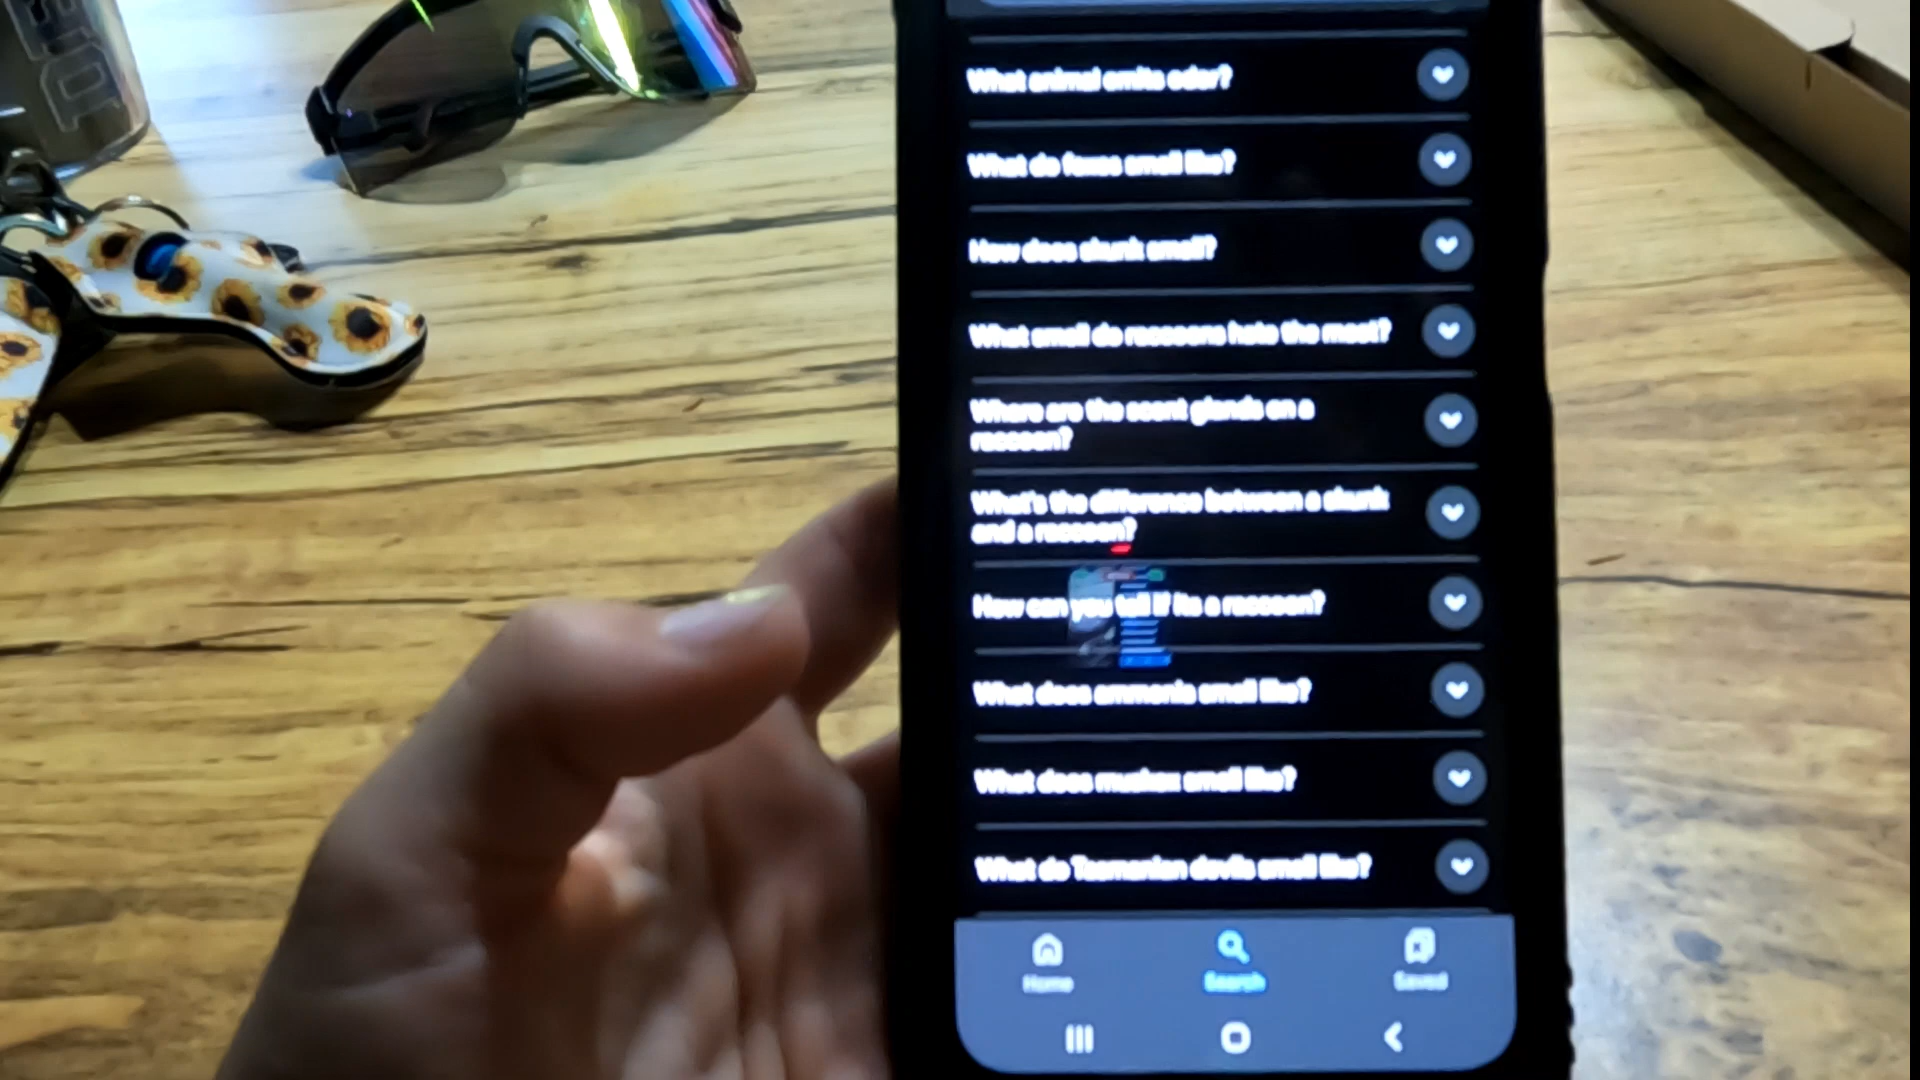 What animal emits odor?
What do foxes smell like?
How does skunk smell?
What smell do raccoons hate the most?
Where are the scent glands on a
raccoon?
What's the difference between a skunk
and a raccoon?
How can you tell if its a raccoon?
What does ammonia smell like?
What does muskox smell like?
What do Tasmanian devils smell like?
Home
Search
Saved